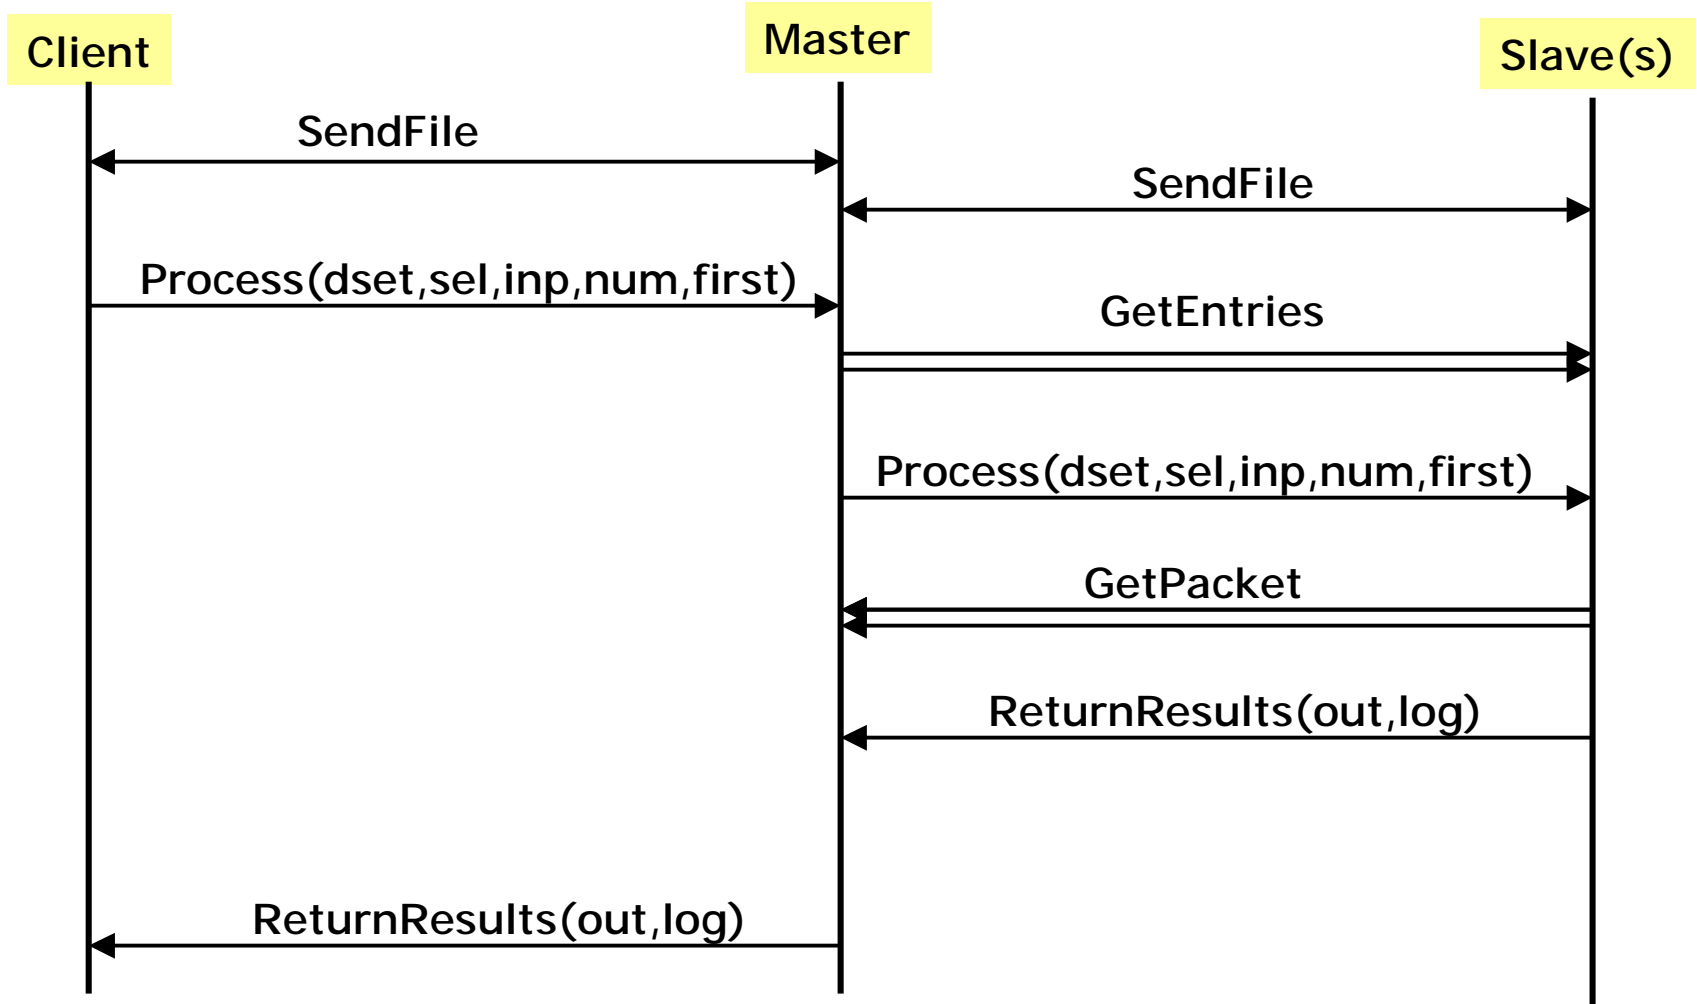 Client
Master
Slave(s)
SendFile
SendFile
Process(dset,sel,inp,num,first)
GetEntries
Process(dset,sel,inp,num,first)
GetPacket
ReturnResults(out,log)
ReturnResults(out,log)